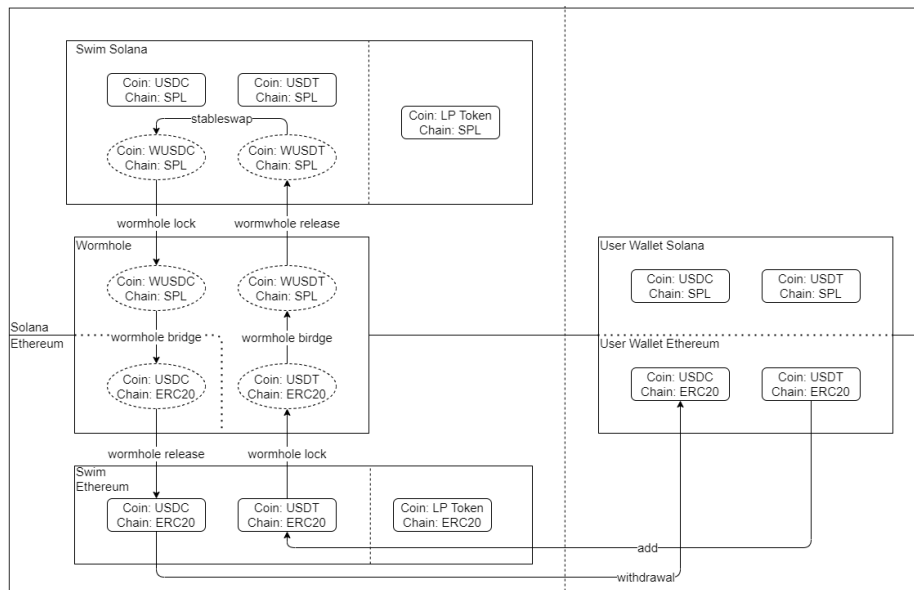 Swim Solana
Coin: USDC
Chain: SPL
Coin: USDT
Chain: SPL
Coin: LP Token
Chain: SPL
stableswap
Coin: WUSDC
Chain: SPL
Coin: WUSDT
Chain: SPL
wormhole lock
wormwhole release
Wormhole
Coin: WUSDC
Chain: SPL
Coin: WUSDT
Chain: SPL
User Wallet Solana
Coin: USDC
Chain: SPL
Coin: USDT
Chain: SPL
Solana
Ethereum
wormhole bridge
wormhole bridge
User Wallet Ethereum
Coin: USDC
Chain: ERC20
Coin: USDT
Chain: ERC20
Coin: USDC
Chain: ERC20
Coin: USDT
Chain: ERC20
wormhole release
wormhole lock
Swim
Ethereum
Coin: USDC
Chain: ERC20
Coin: USDT
Chain: ERC20
Coin: LP Token
Chain: ERC20
add
withdrawal